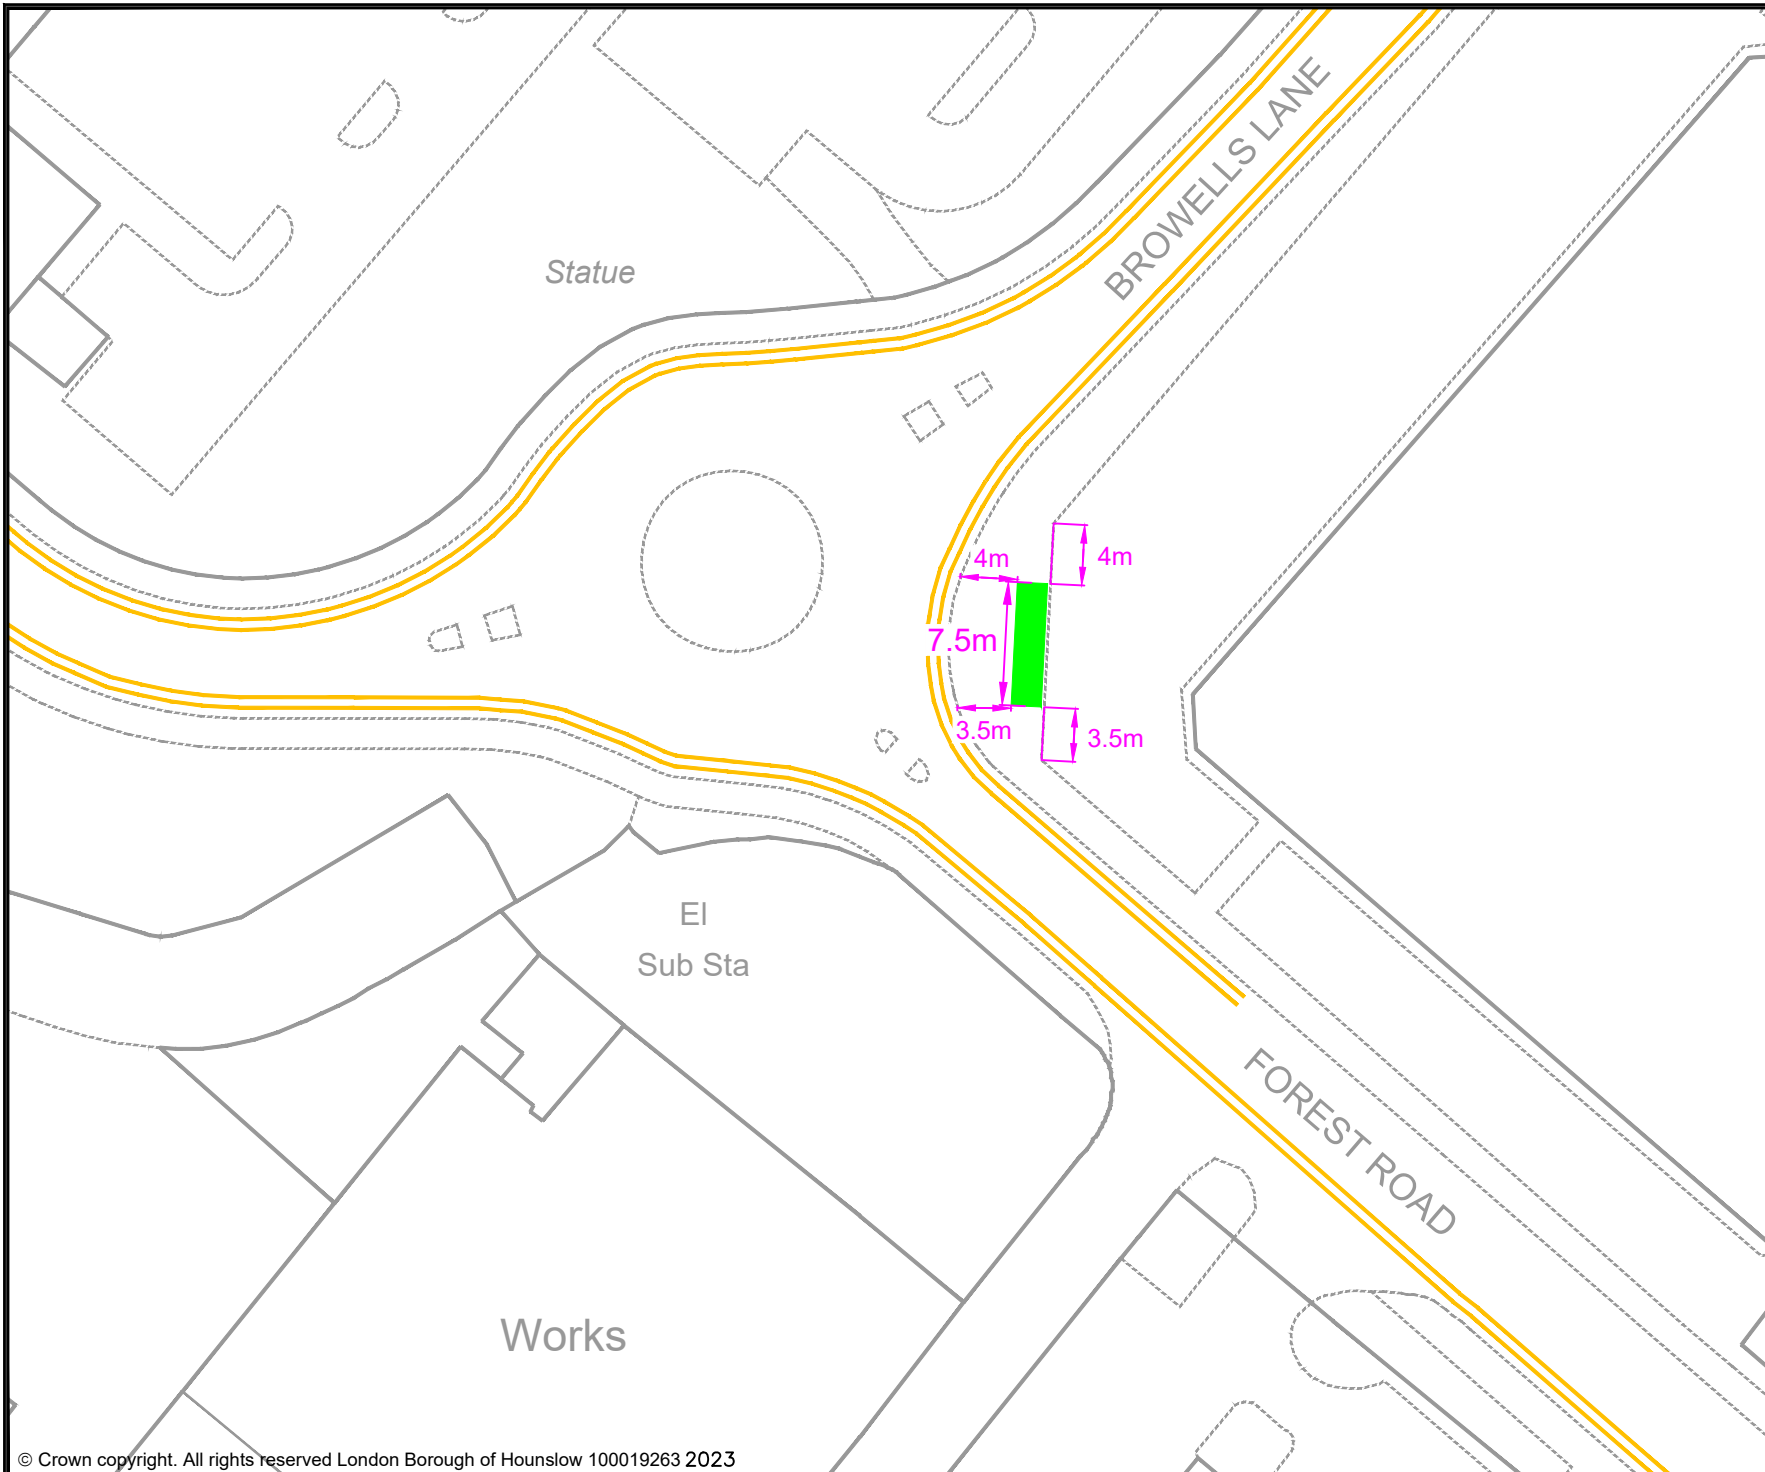 BROWELLS LANE
Statue
4m
4m
7.5m
3.5m
3.5m
El
Sub Sta
FOREST ROAD
Works
© Crown copyright. All rights reserved London Borough of Hounslow 100019263 2023